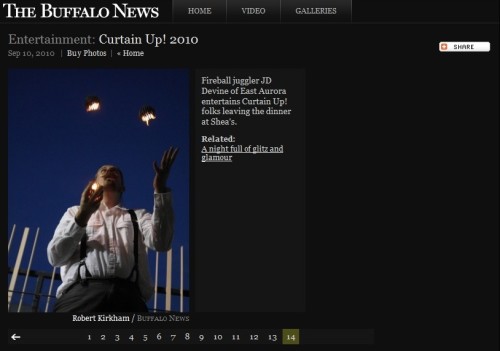 THE BUFFALO NEWS
HOME VIDEO GALLERIES
Entertainment: Curtain Up! 2010
Sep 10, 2010 | Buy Photos | « Home
SHARE
Fireball juggler JD
Devine of East Aurora
entertains Curtain Up!
folks leaving the dinner
at Shea's.
Related:
A night full of glitz and
glamour
Robert Kirkham / BUFFALO NEWS
1 2 3 4 5 6 7 8 9 10 11 12 13 14